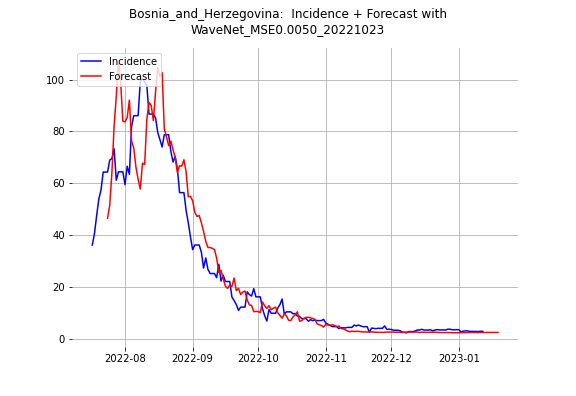 Bosnia_and_Herzegovina:  Incidence + Forecast with
WaveNet_MSE0.0050_20221023
Incidence
Forecast
100
80
60
40
20
0
2022-08 2022-09 2022-10 2022-11 2022-12 2023-01